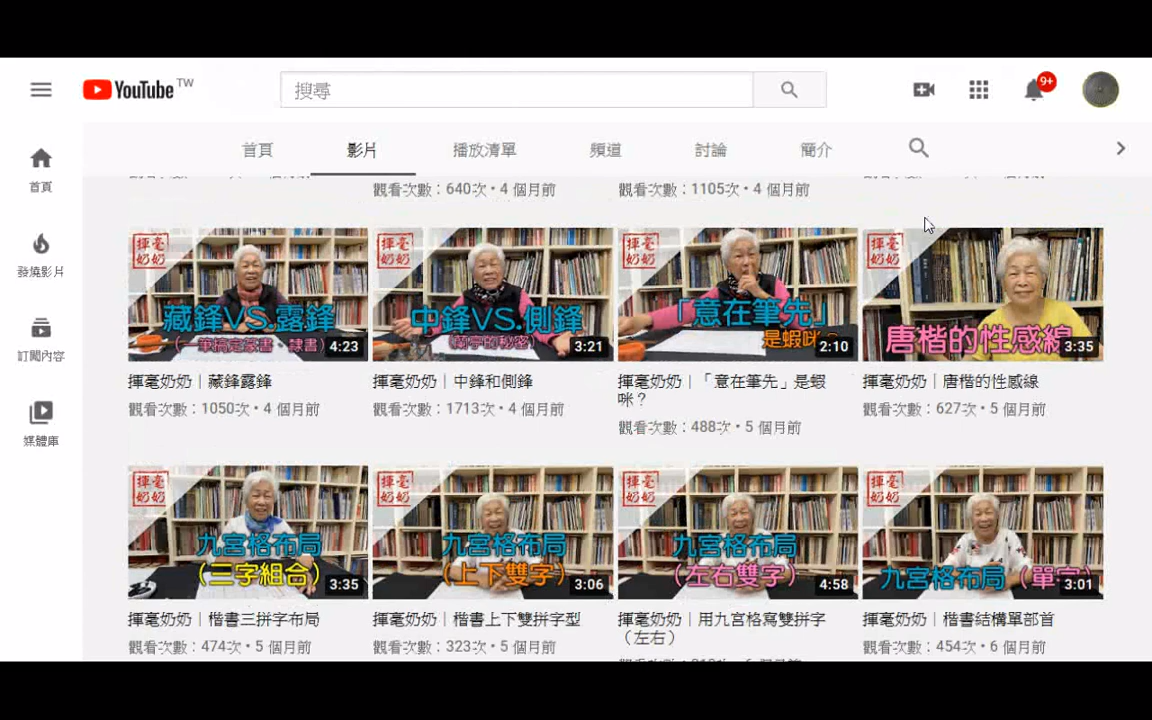 YouTube TW
搜尋
9+
首頁
影片
播放清單
頻道
討論
簡介
首頁
發燒影片
訂閱內容
媒體庫
觀看次數：640次 • 4 個月前
觀看次數：1105次 • 4 個月前
揮毫奶奶
藏鋒VS.露鋒
（一筆搞定篆書、隸書）
4:23
揮毫奶奶｜藏鋒露鋒
觀看次數：1050次 • 4 個月前
揮毫奶奶
中鋒VS.側鋒
（蘭亭的秘密）
3:21
揮毫奶奶｜中鋒和側鋒
觀看次數：1713次 • 4 個月前
揮毫奶奶
「意在筆先」
是蝦咪？
2:10
揮毫奶奶｜「意在筆先」是蝦
咪？
觀看次數：488次 • 5 個月前
揮毫奶奶
唐楷的性感線
3:35
揮毫奶奶｜唐楷的性感線
觀看次數：627次 • 5 個月前
揮毫奶奶
九宮格布局
（三字組合）
3:35
揮毫奶奶｜楷書三拼字布局
觀看次數：474次 • 5 個月前
揮毫奶奶
九宮格布局
（上下雙字）
3:06
揮毫奶奶｜楷書上下雙拼字型
觀看次數：323次 • 5 個月前
揮毫奶奶
九宮格布局
（左右雙字）
4:58
揮毫奶奶｜用九宮格寫雙拼字
（左右）
揮毫奶奶
九宮格布局（單字）
3:01
揮毫奶奶｜楷書結構單部首
觀看次數：454次 • 6 個月前